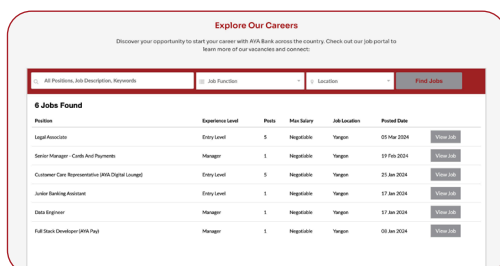 Explore Our Careers
Discover your opportunity to start your career with AYA Bank across the country. Check out our job portal to
learn more of our vacancies and connect:
All Positions, Job Description, Keywords Job Function Location Find Jobs
6 Jobs Found
Position Experience Level Posts Max Salary Job Location Posted Date
Legal Associate Entry Level 5 Negotiable Yangon 05 Mar 2024 View Job
Senior Manager - Cards And Payments Manager 1 Negotiable Yangon 19 Feb 2024 View Job
Customer Care Representative (AYA Digital Lounge) Entry Level 5 Negotiable Yangon 25 Jan 2024 View Job
Junior Banking Assistant Entry Level 1 Negotiable Yangon 17 Jan 2024 View Job
Data Engineer Manager 1 Negotiable Yangon 17 Jan 2024 View Job
Full Stack Developer (AYA Pay) Manager 1 Negotiable Yangon 08 Jan 2024 View Job